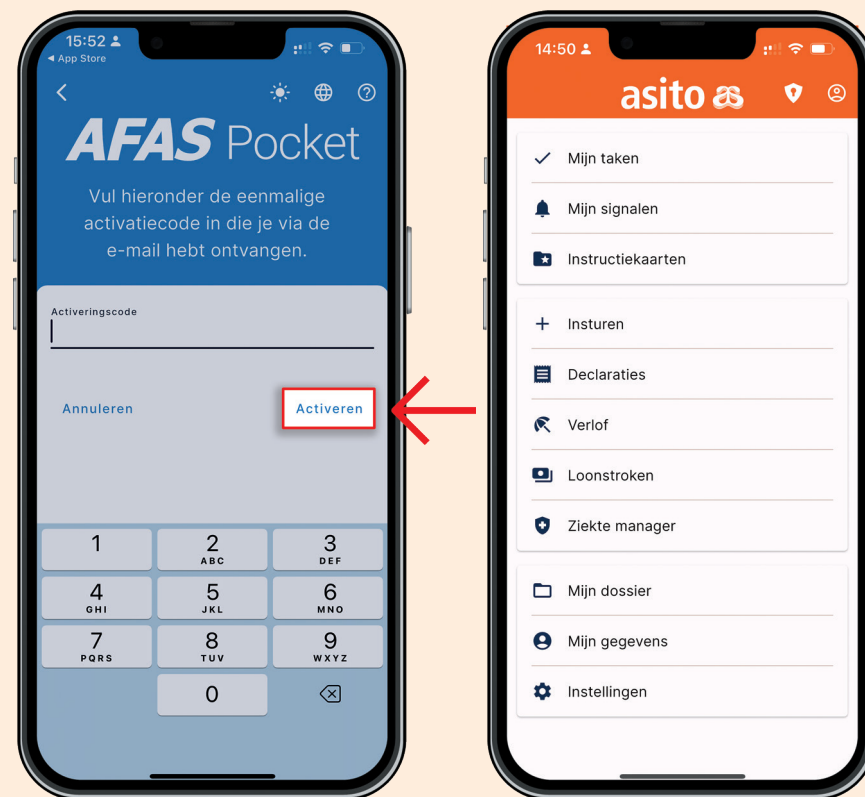 15:52
App Store
AFAS Pocket
Vul hieronder de eenmalige
activatiecode in die je via de
e-mail hebt ontvangen.
Activeringscode
Annuleren
Activeren
1
2
ABC
3
DEF
4
GHI
5
JKL
6
MNO
7
PQRS
8
TUV
9
WXYZ
0
14:50
asito
Mijn taken
Mijn signalen
Instructiekaarten
Insturen
Declaraties
Verlof
Loonstroken
Ziekte manager
Mijn dossier
Mijn gegevens
Instellingen